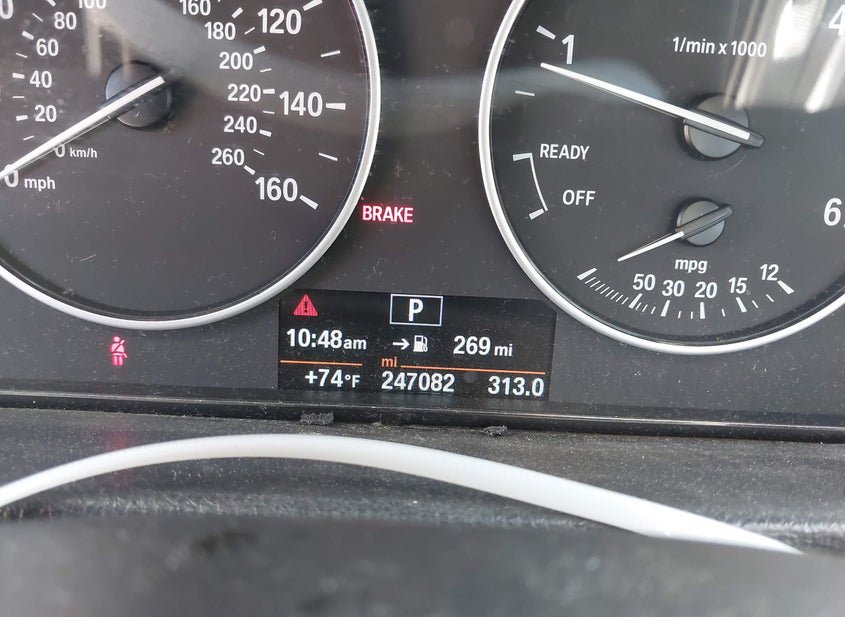 80
100
160
120
60
180
40
200
20
220
140
0 km/h
240
0 mph
260
160
BRAKE
1
1/min x 1000
READY
OFF
mpg
50 30 20 15 12
P
10:48am
269 mi
mi
+74°F 247082 313.0